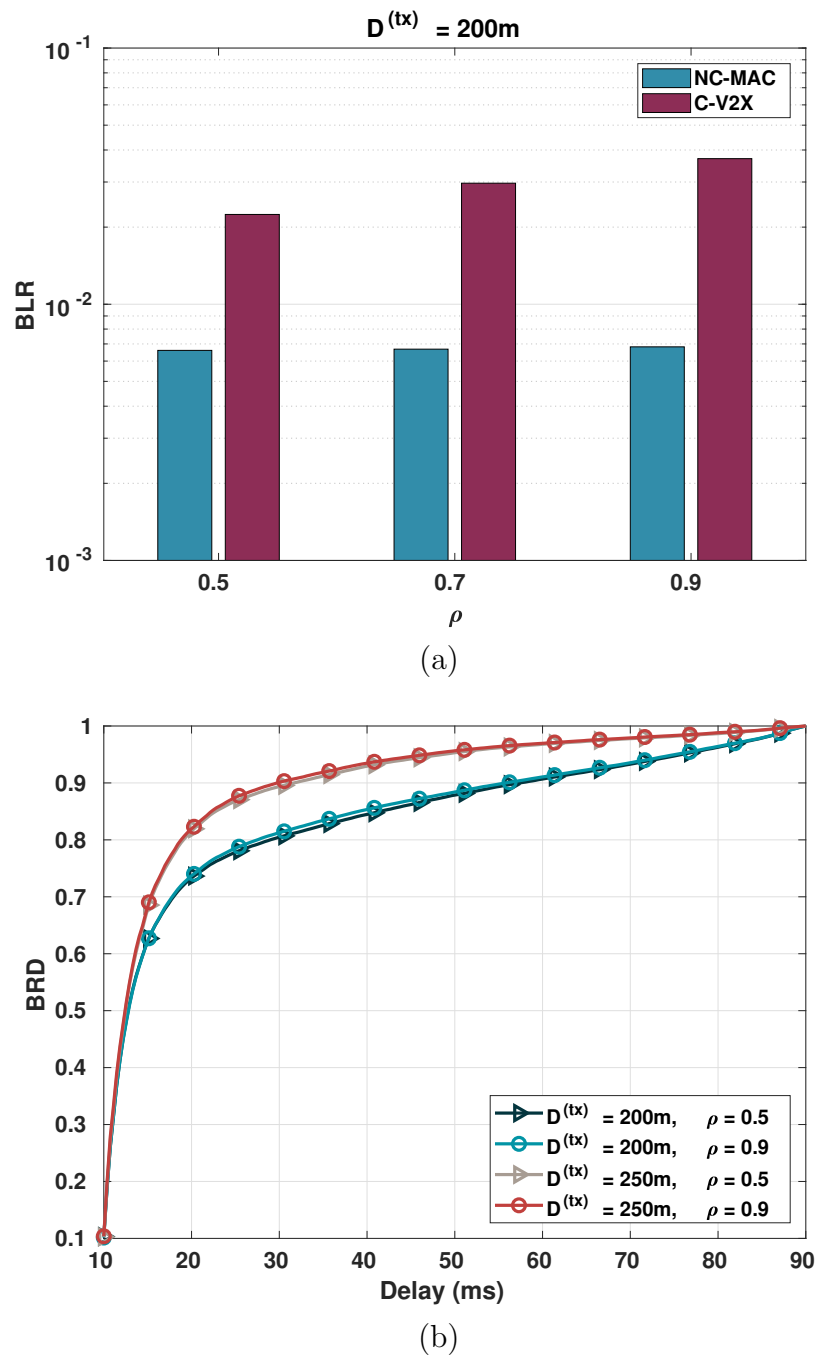 D^(tx) = 200m
10^-1
10^-2
10^-3
BLR
NC-MAC
C-V2X
0.5 0.7 0.9
ρ
(a)
1
0.9
0.8
0.7
0.6
0.5
0.4
0.3
0.2
0.1
BRD
D^(tx) = 200m, ρ = 0.5
D^(tx) = 200m, ρ = 0.9
D^(tx) = 250m, ρ = 0.5
D^(tx) = 250m, ρ = 0.9
10 20 30 40 50 60 70 80 90
Delay (ms)
(b)